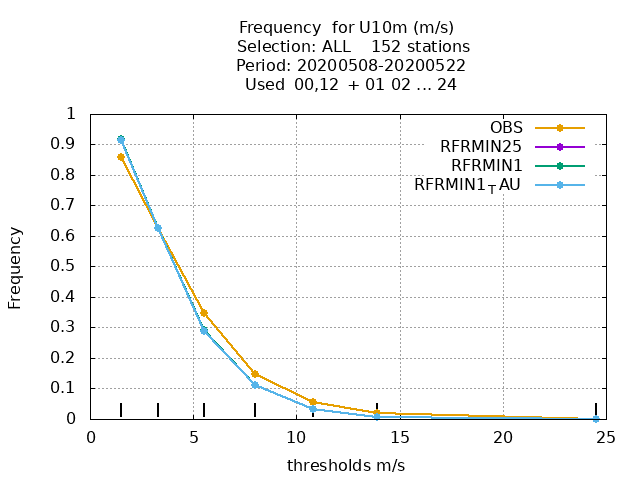 Frequency  for U10m (m/s)
Selection: ALL    152 stations
Period: 20200508-20200522
Used  00,12  + 01 02 ... 24
OBS
RFRMIN25
RFRMIN1
RFRMIN1_TAU
Frequency
1
0.9
0.8
0.7
0.6
0.5
0.4
0.3
0.2
0.1
0
0 5 10 15 20 25
thresholds m/s